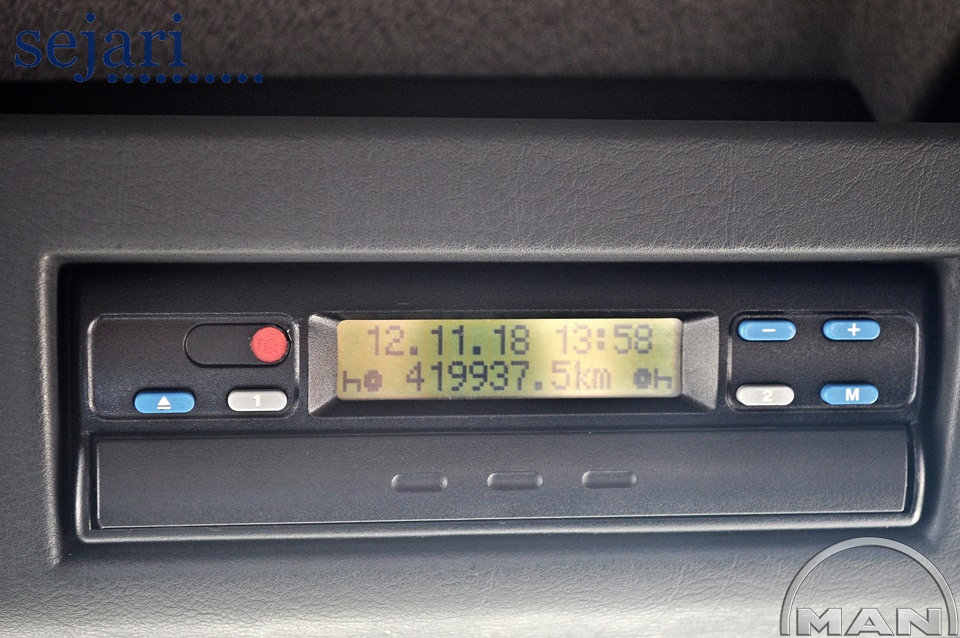 sejari
12.11.18 13:58
h 419937.5km h
1
2
- +
M
MAN